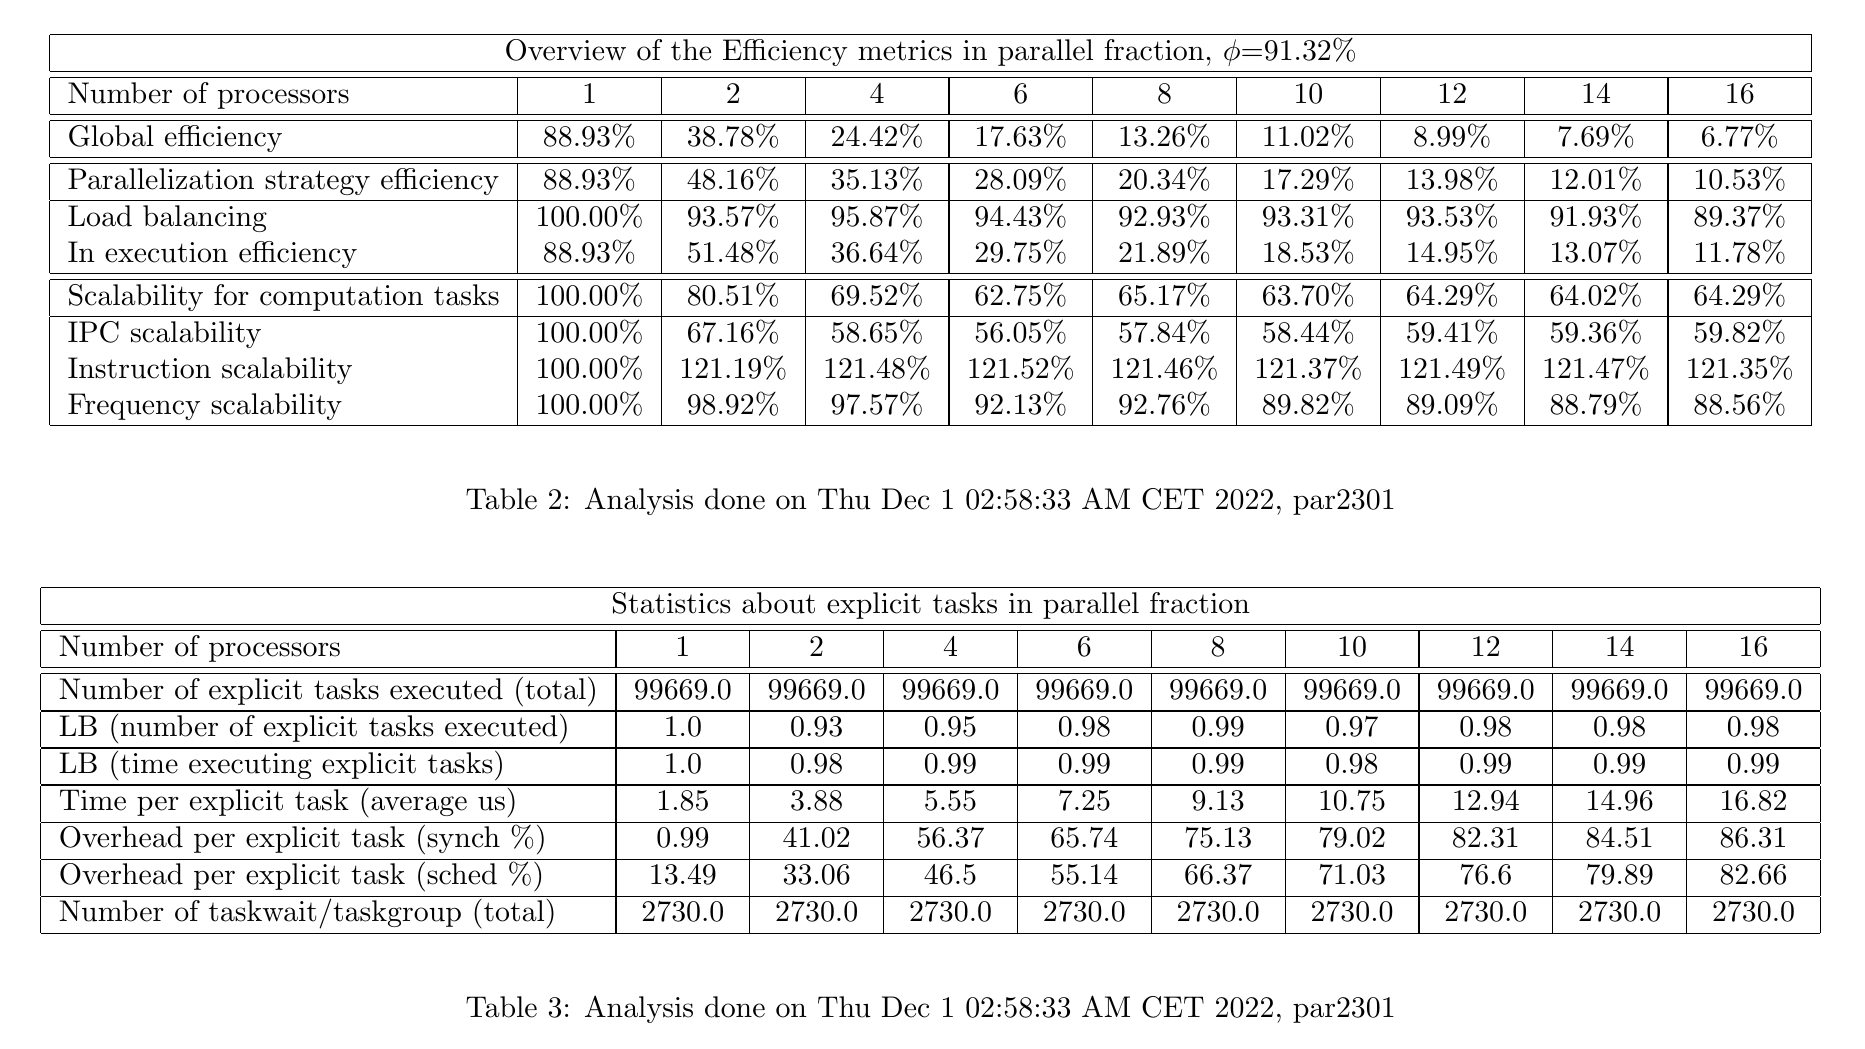 Overview of the Efficiency metrics in parallel fraction, ϕ=91.32%
Number of processors 1 2 4 6 8 10 12 14 16
Global efficiency 88.93% 38.78% 24.42% 17.63% 13.26% 11.02% 8.99% 7.69% 6.77%
Parallelization strategy efficiency 88.93% 48.16% 35.13% 28.09% 20.34% 17.29% 13.98% 12.01% 10.53%
Load balancing 100.00% 93.57% 95.87% 94.43% 92.93% 93.31% 93.53% 91.93% 89.37%
In execution efficiency 88.93% 51.48% 36.64% 29.75% 21.89% 18.53% 14.95% 13.07% 11.78%
Scalability for computation tasks 100.00% 80.51% 69.52% 62.75% 65.17% 63.70% 64.29% 64.02% 64.29%
IPC scalability 100.00% 67.16% 58.65% 56.05% 57.84% 58.44% 59.41% 59.36% 59.82%
Instruction scalability 100.00% 121.19% 121.48% 121.52% 121.46% 121.37% 121.49% 121.47% 121.35%
Frequency scalability 100.00% 98.92% 97.57% 92.13% 92.76% 89.82% 89.09% 88.79% 88.56%
Table 2: Analysis done on Thu Dec 1 02:58:33 AM CET 2022, par2301
Statistics about explicit tasks in parallel fraction
Number of processors 1 2 4 6 8 10 12 14 16
Number of explicit tasks executed (total) 99669.0 99669.0 99669.0 99669.0 99669.0 99669.0 99669.0 99669.0 99669.0
LB (number of explicit tasks executed) 1.0 0.93 0.95 0.98 0.99 0.97 0.98 0.98 0.98
LB (time executing explicit tasks) 1.0 0.98 0.99 0.99 0.99 0.98 0.99 0.99 0.99
Time per explicit task (average us) 1.85 3.88 5.55 7.25 9.13 10.75 12.94 14.96 16.82
Overhead per explicit task (synch %) 0.99 41.02 56.37 65.74 75.13 79.02 82.31 84.51 86.31
Overhead per explicit task (sched %) 13.49 33.06 46.5 55.14 66.37 71.03 76.6 79.89 82.66
Number of taskwait/taskgroup (total) 2730.0 2730.0 2730.0 2730.0 2730.0 2730.0 2730.0 2730.0 2730.0
Table 3: Analysis done on Thu Dec 1 02:58:33 AM CET 2022, par2301